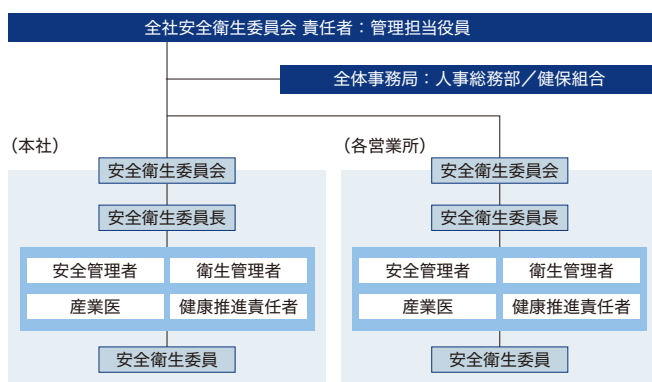 全社安全衛生委員会 責任者：管理担当役員
全体事務局：人事総務部／健保組合
（本社）
安全衛生委員会
安全衛生委員長
安全管理者
衛生管理者
産業医
健康推進責任者
安全衛生委員
（各営業所）
安全衛生委員会
安全衛生委員長
安全管理者
衛生管理者
産業医
健康推進責任者
安全衛生委員